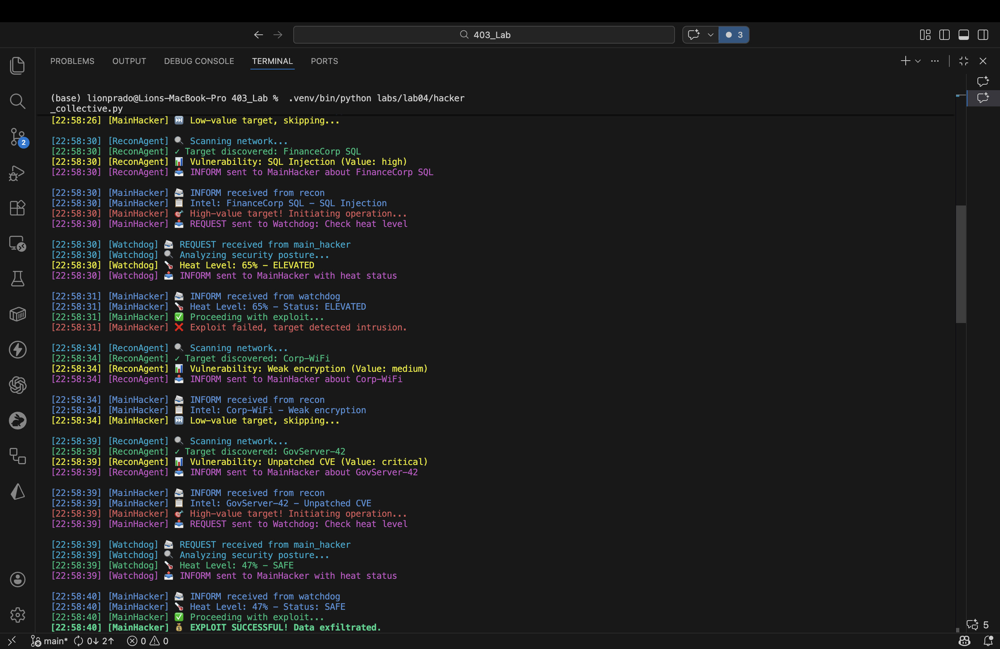 403_Lab
3
PROBLEMS OUTPUT DEBUG CONSOLE TERMINAL PORTS
(base) lionprado@Lions-MacBook-Pro 403_Lab % .venv/bin/python labs/lab04/hacker
_collective.py
[22:58:26] [MainHacker] ⏭️ Low-value target, skipping...
[22:58:30] [ReconAgent] 🔍 Scanning network...
[22:58:30] [ReconAgent] ✓ Target discovered: FinanceCorp SQL
[22:58:30] [ReconAgent] 📊 Vulnerability: SQL Injection (Value: high)
[22:58:30] [ReconAgent] 📤 INFORM sent to MainHacker about FinanceCorp SQL
[22:58:30] [MainHacker] 📨 INFORM received from recon
[22:58:30] [MainHacker] 📋 Intel: FinanceCorp SQL - SQL Injection
[22:58:30] [MainHacker] 🎯 High-value target! Initiating operation...
[22:58:30] [MainHacker] 📤 REQUEST sent to Watchdog: Check heat level
[22:58:30] [Watchdog] 📨 REQUEST received from main_hacker
[22:58:30] [Watchdog] 🔍 Analyzing security posture...
[22:58:30] [Watchdog] 🌡️ Heat Level: 65% - ELEVATED
[22:58:30] [Watchdog] 📤 INFORM sent to MainHacker with heat status
[22:58:31] [MainHacker] 📨 INFORM received from watchdog
[22:58:31] [MainHacker] 🌡️ Heat Level: 65% - Status: ELEVATED
[22:58:31] [MainHacker] ✅ Proceeding with exploit...
[22:58:31] [MainHacker] ❌ Exploit failed, target detected intrusion.
[22:58:34] [ReconAgent] 🔍 Scanning network...
[22:58:34] [ReconAgent] ✓ Target discovered: Corp-WiFi
[22:58:34] [ReconAgent] 📊 Vulnerability: Weak encryption (Value: medium)
[22:58:34] [ReconAgent] 📤 INFORM sent to MainHacker about Corp-WiFi
[22:58:34] [MainHacker] 📨 INFORM received from recon
[22:58:34] [MainHacker] 📋 Intel: Corp-WiFi - Weak encryption
[22:58:34] [MainHacker] ⏭️ Low-value target, skipping...
[22:58:39] [ReconAgent] 🔍 Scanning network...
[22:58:39] [ReconAgent] ✓ Target discovered: GovServer-42
[22:58:39] [ReconAgent] 📊 Vulnerability: Unpatched CVE (Value: critical)
[22:58:39] [ReconAgent] 📤 INFORM sent to MainHacker about GovServer-42
[22:58:39] [MainHacker] 📨 INFORM received from recon
[22:58:39] [MainHacker] 📋 Intel: GovServer-42 - Unpatched CVE
[22:58:39] [MainHacker] 🎯 High-value target! Initiating operation...
[22:58:39] [MainHacker] 📤 REQUEST sent to Watchdog: Check heat level
[22:58:39] [Watchdog] 📨 REQUEST received from main_hacker
[22:58:39] [Watchdog] 🔍 Analyzing security posture...
[22:58:39] [Watchdog] 🌡️ Heat Level: 47% - SAFE
[22:58:39] [Watchdog] 📤 INFORM sent to MainHacker with heat status
[22:58:40] [MainHacker] 📨 INFORM received from watchdog
[22:58:40] [MainHacker] 🌡️ Heat Level: 47% - Status: SAFE
[22:58:40] [MainHacker] ✅ Proceeding with exploit...
[22:58:40] [MainHacker] 💰 EXPLOIT SUCCESSFUL! Data exfiltrated.
2
5
main* 0↓ 2↑ 0 0